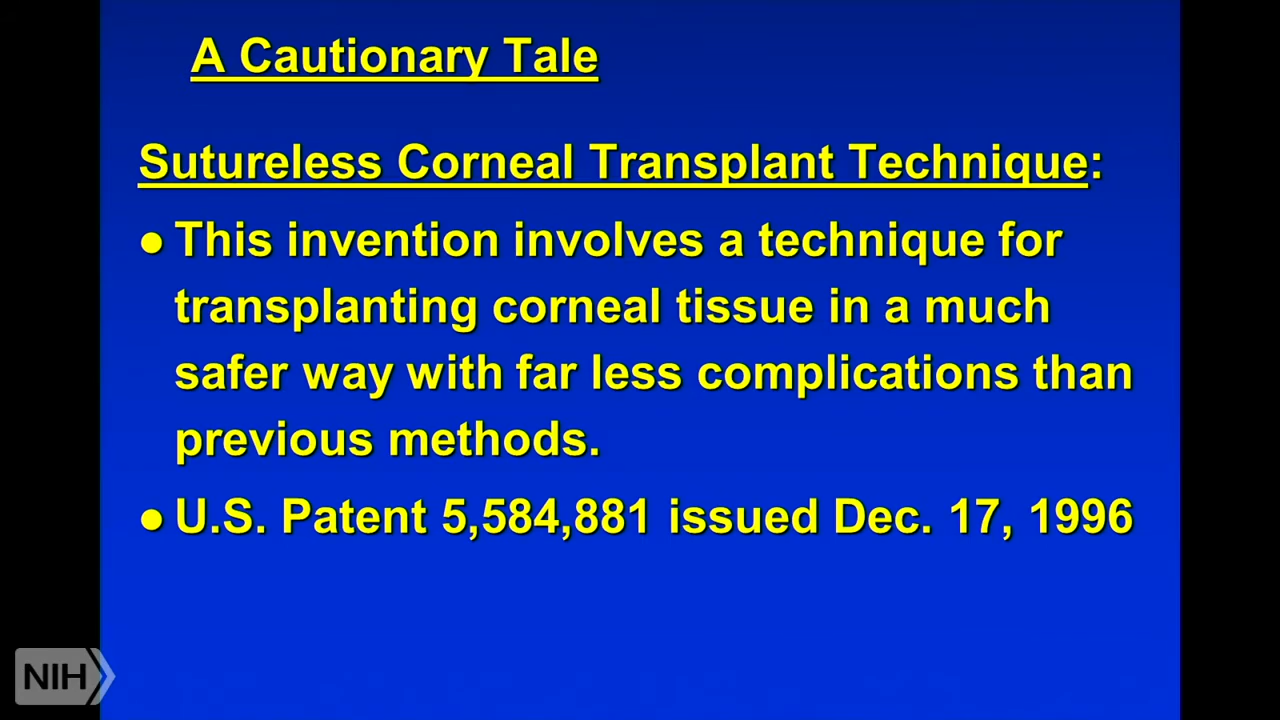 A Cautionary Tale
Sutureless Corneal Transplant Technique:
● This invention involves a technique for
transplanting corneal tissue in a much
safer way with far less complications than
previous methods.
● U.S. Patent 5,584,881 issued Dec. 17, 1996
NIH